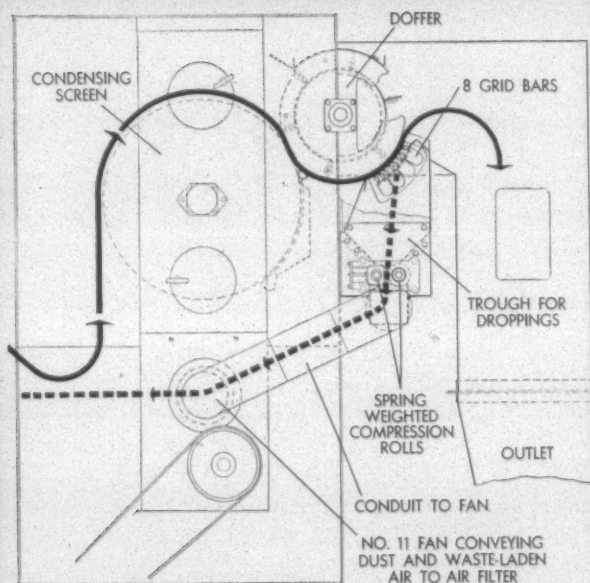 DOFFER
CONDENSING
SCREEN
8 GRID BARS
TROUGH FOR
DROPPINGS
SPRING
WEIGHTED
COMPRESSION
ROLLS
OUTLET
CONDUIT TO FAN
NO. 11 FAN CONVEYING
DUST AND WASTE-LADEN
AIR TO AIR FILTER